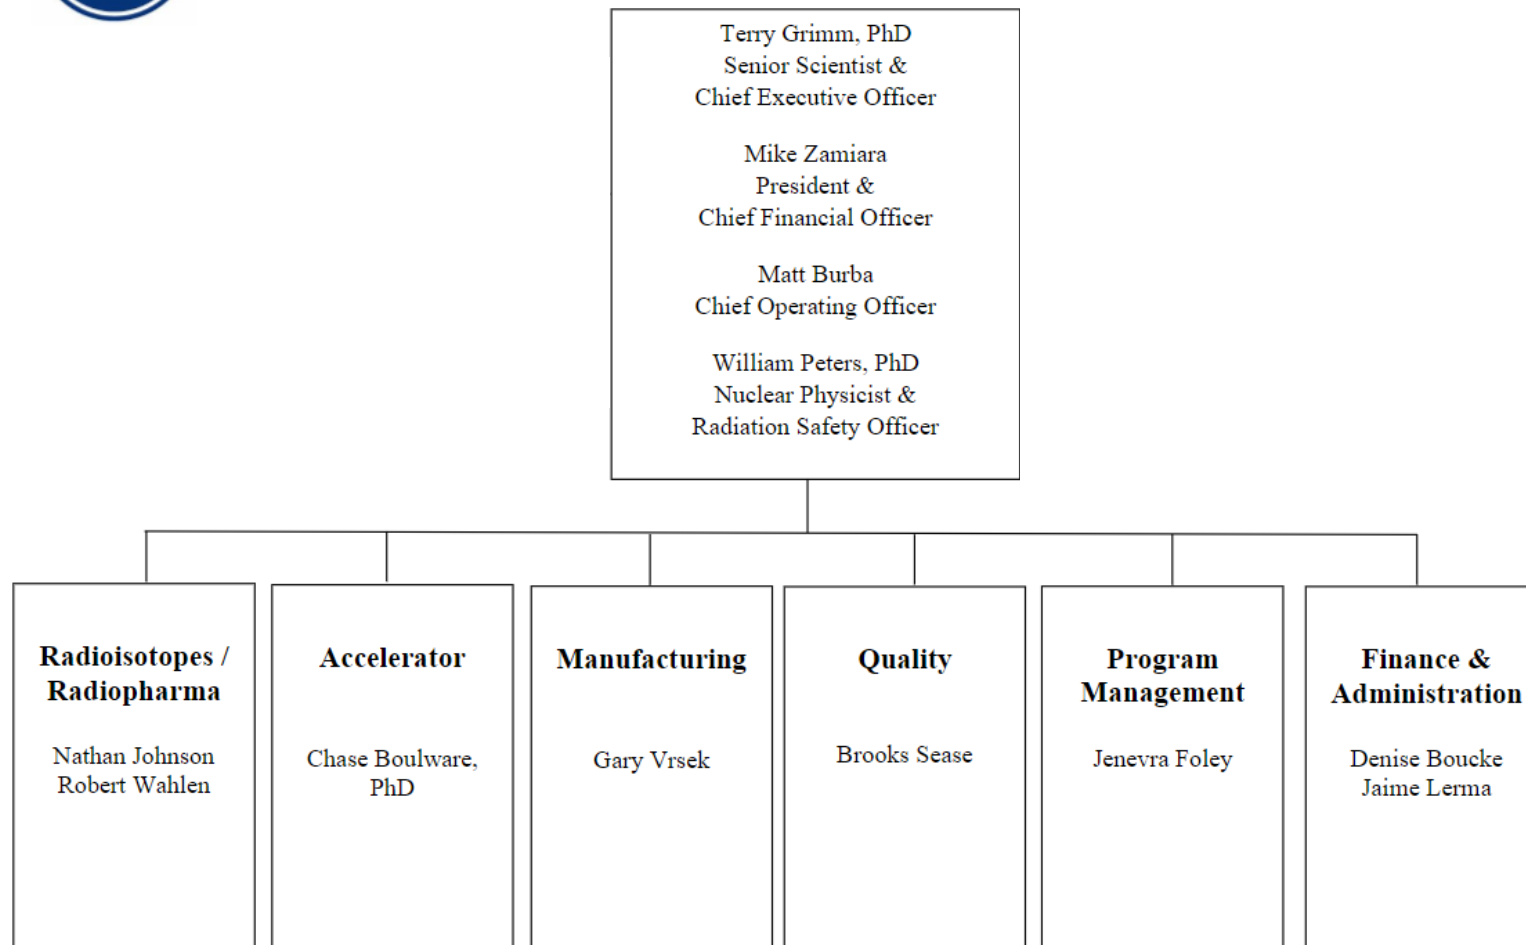 Terry Grimm, PhD
Senior Scientist &
Chief Executive Officer
Mike Zamiara
President &
Chief Financial Officer
Matt Burba
Chief Operating Officer
William Peters, PhD
Nuclear Physicist &
Radiation Safety Officer
Radioisotopes /
Radiopharma
Nathan Johnson
Robert Wahlen
Accelerator
Chase Boulware,
PhD
Manufacturing
Gary Vrsek
Quality
Brooks Sease
Program
Management
Jenevra Foley
Finance &
Administration
Denise Boucke
Jaime Lerma